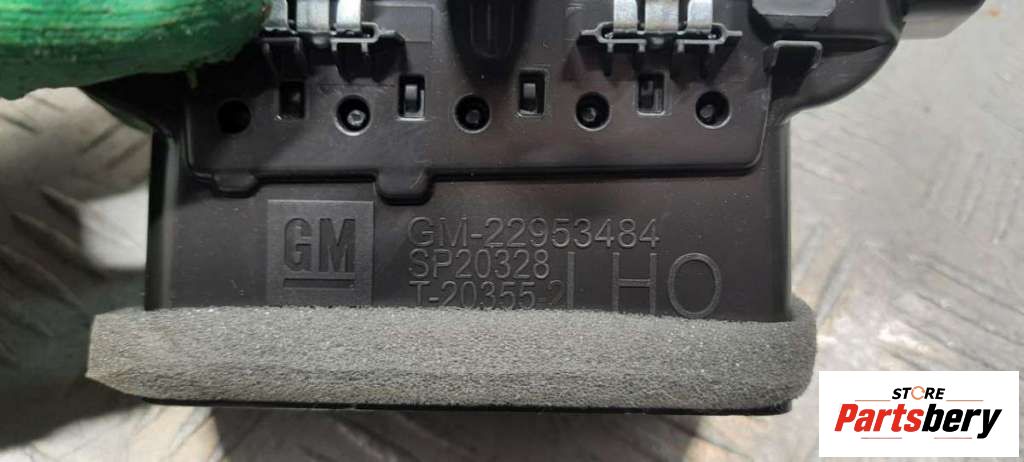 GM
GM-22953484
SP20328
T-20355-2
LHO
STORE
Partsbery